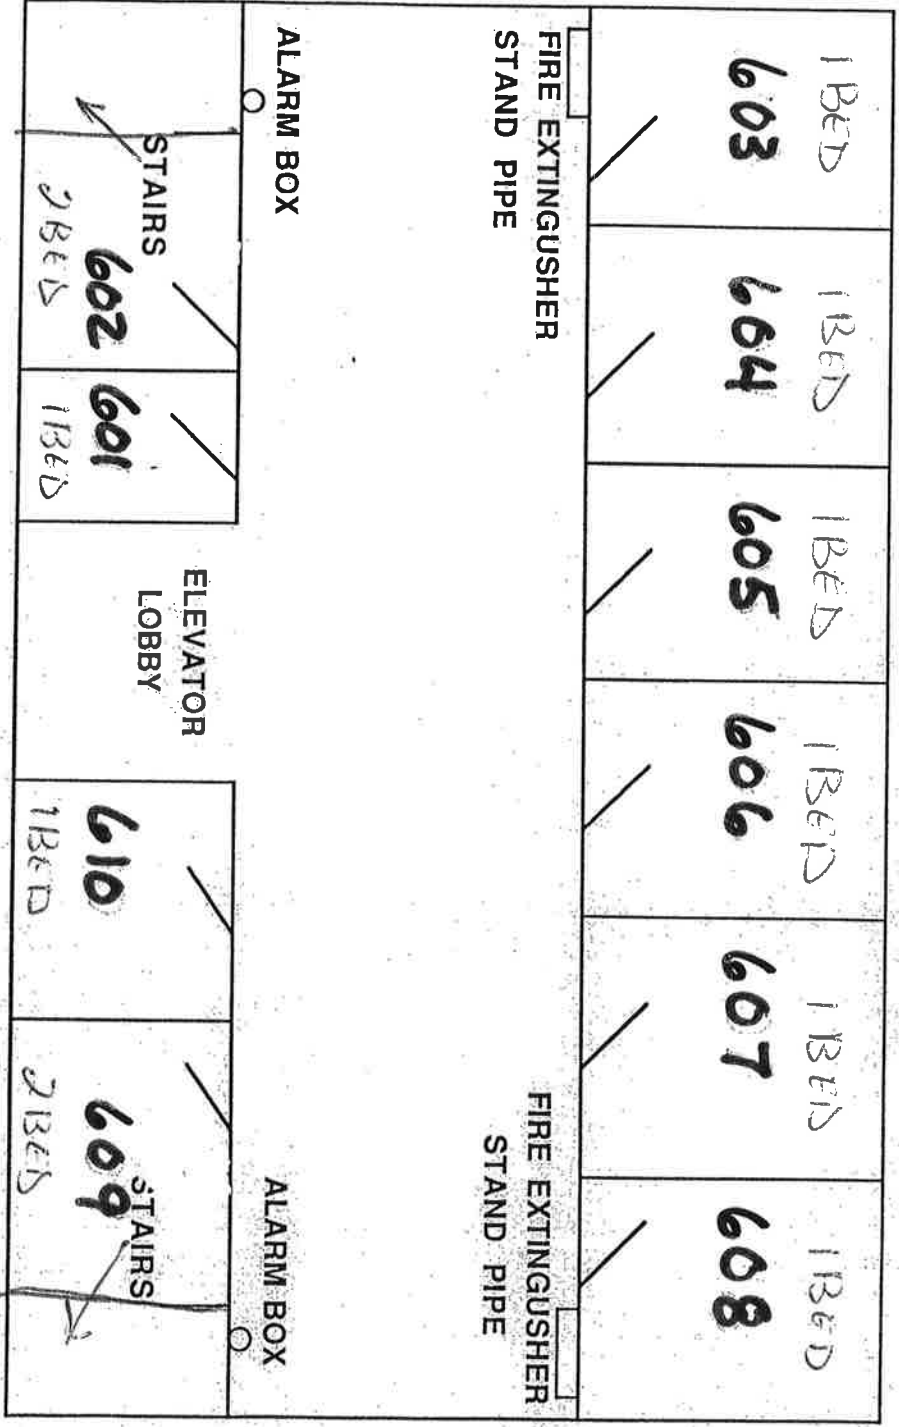 1 BED
603
1 BED
604
1 BED
605
1 BED
606
1 BED
607
1 BED
608
FIRE EXTINGUSHER
STAND PIPE
FIRE EXTINGUSHER
STAND PIPE
ALARM BOX
ALARM BOX
STAIRS
602
2 BED
601
1 BED
ELEVATOR
LOBBY
610
1 BED
STAIRS
609
2 BED